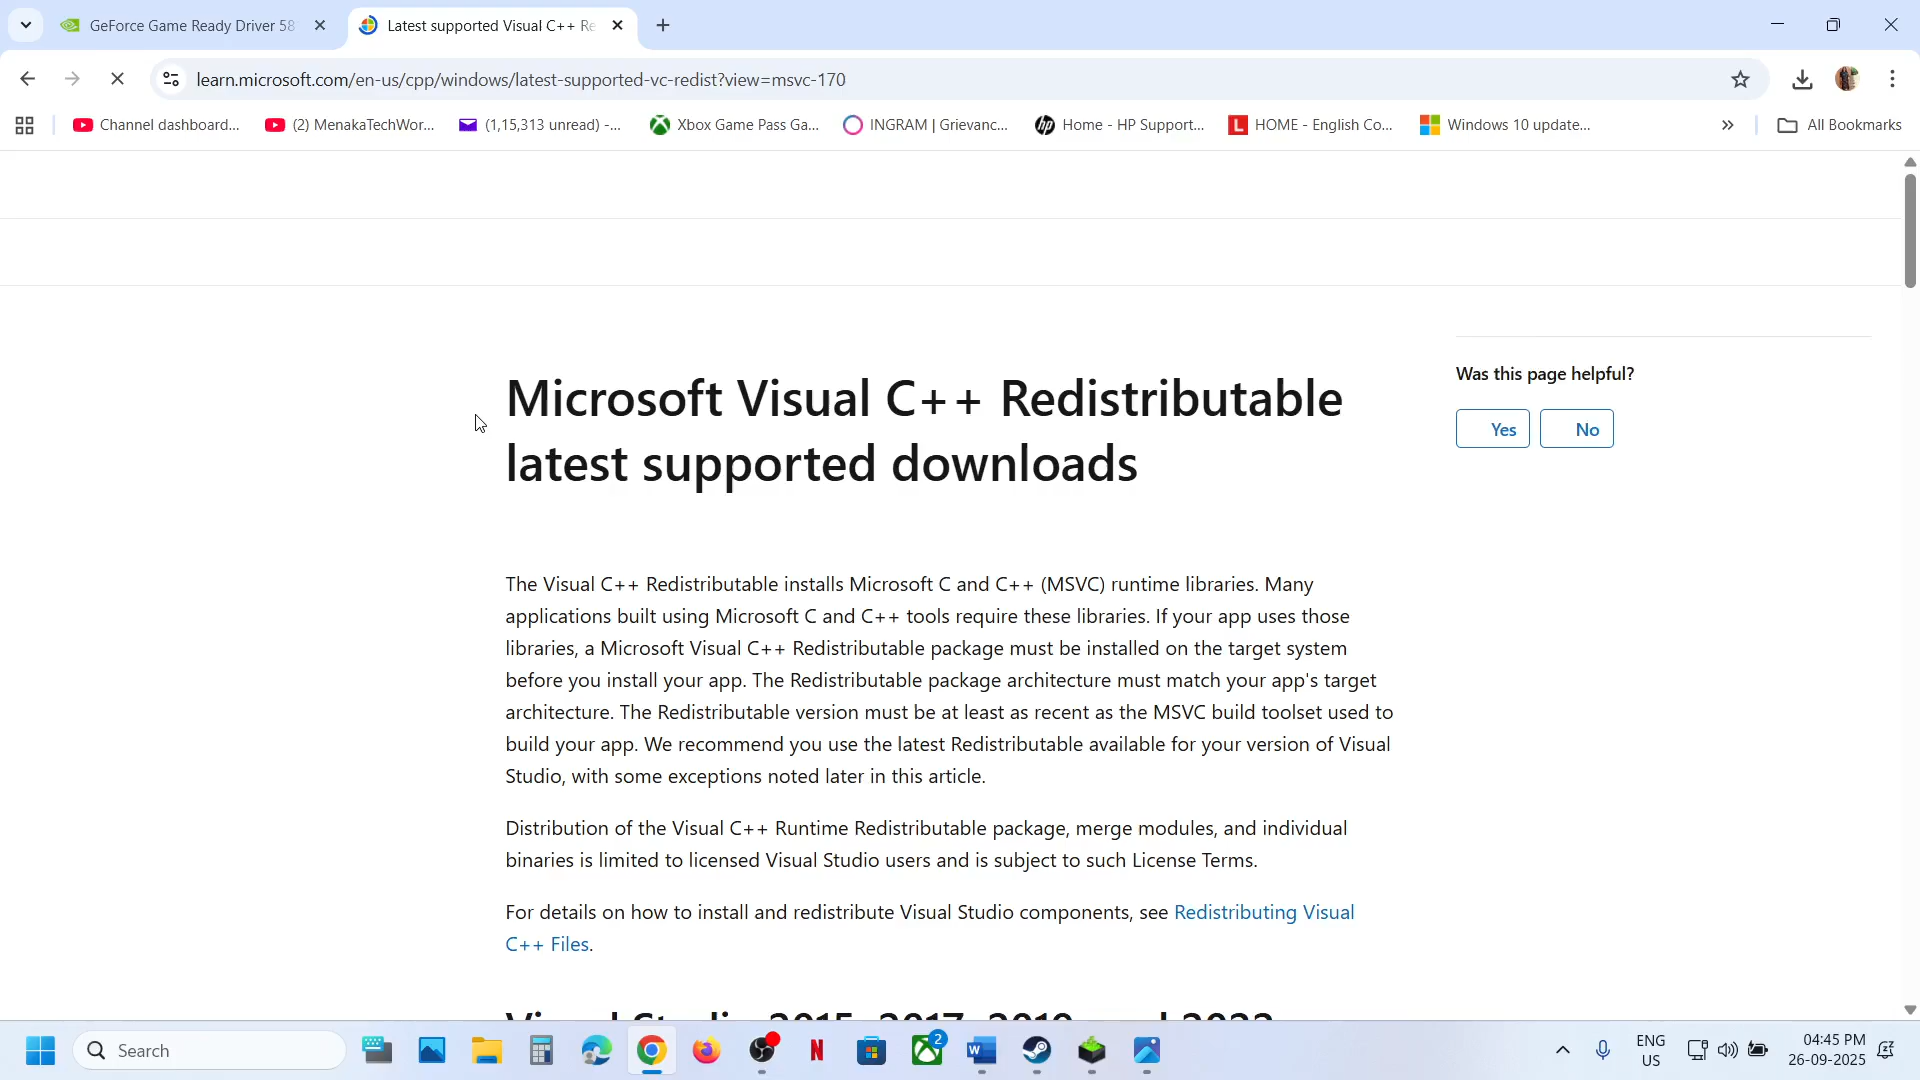 GeForce Game Ready Driver 58
Latest supported Visual C++ Re
learn.microsoft.com/en-us/cpp/windows/latest-supported-vc-redist?view=msvc-170
Channel dashboard...
(2) MenakaTechWor...
(1,15,313 unread) -...
Xbox Game Pass Ga...
INGRAM | Grievanc...
Home - HP Support...
HOME - English Co...
Windows 10 update...
All Bookmarks
Microsoft Visual C++ Redistributable
latest supported downloads
Was this page helpful?
Yes
No
The Visual C++ Redistributable installs Microsoft C and C++ (MSVC) runtime libraries. Many
applications built using Microsoft C and C++ tools require these libraries. If your app uses those
libraries, a Microsoft Visual C++ Redistributable package must be installed on the target system
before you install your app. The Redistributable package architecture must match your app's target
architecture. The Redistributable version must be at least as recent as the MSVC build toolset used to
build your app. We recommend you use the latest Redistributable available for your version of Visual
Studio, with some exceptions noted later in this article.
Distribution of the Visual C++ Runtime Redistributable package, merge modules, and individual
binaries is limited to licensed Visual Studio users and is subject to such License Terms.
For details on how to install and redistribute Visual Studio components, see Redistributing Visual
C++ Files.
Visual Studio 2015, 2017, 2019, and 2022
Search
2
ENG
US
04:45 PM
26-09-2025